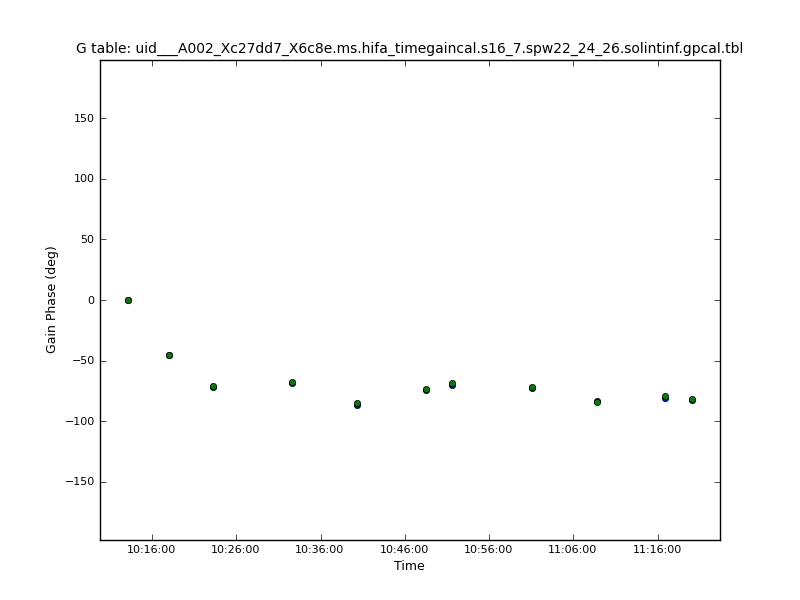 G table: uid___A002_Xc27dd7_X6c8e.ms.hifa_timegaincal.s16_7.spw22_24_26.solintinf.gpcal.tbl
150
100
50
0
−50
−100
−150
Gain Phase (deg)
10:16:00 10:26:00 10:36:00 10:46:00 10:56:00 11:06:00 11:16:00
Time